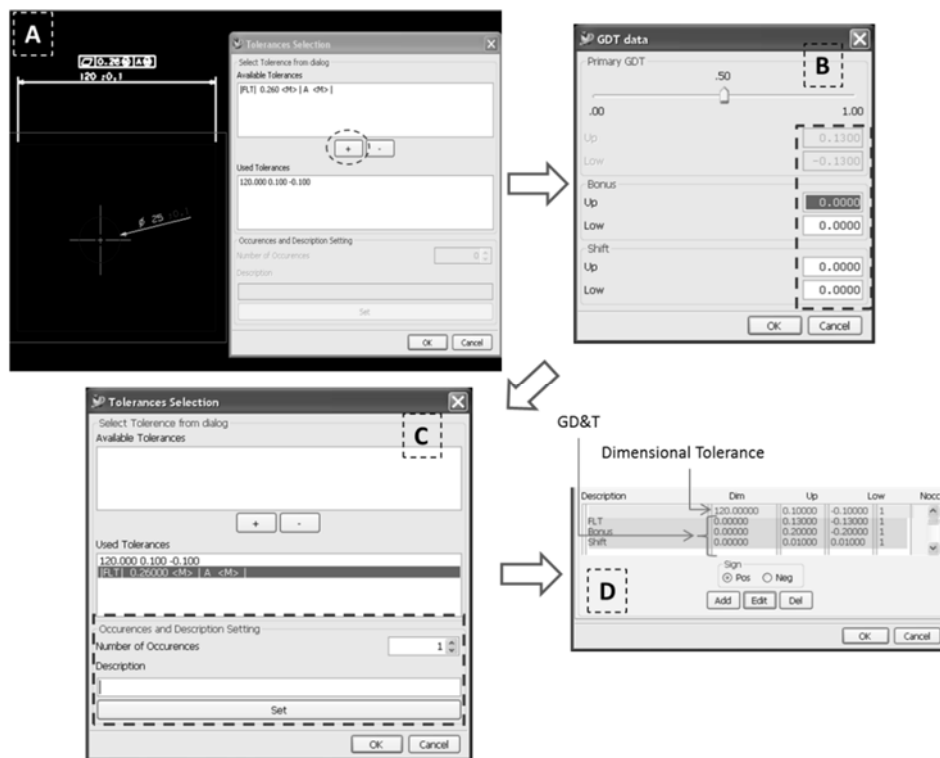 A
0.26 Ⓜ A Ⓜ
120 ±0,1
φ 25 ±0,1
Tolerances Selection
Select Tolerence from dialog
Available Tolerances
|FLT| 0.260 <M> | A <M> |
+ -
Used Tolerances
120.000 0.100 -0.100
Occurences and Description Setting
Number of Occurences 0
Description
Set
OK Cancel
GDT data
B
Primary GDT
.50
.00 1.00
Up 0.1300
Low -0.1300
Bonus
Up 0.0000
Low 0.0000
Shift
Up 0.0000
Low 0.0000
OK Cancel
Tolerances Selection
C
Select Tolerence from dialog
Available Tolerances
+ -
Used Tolerances
120.000 0.100 -0.100
|FLT| 0.26000 <M> | A <M> |
Occurences and Description Setting
Number of Occurences 1
Description
Set
OK Cancel
GD&T
Dimensional Tolerance
Description Dim Up Low Nocc
120.00000 0.10000 -0.10000 1
FLT 0.00000 0.13000 -0.13000 1
Bonus 0.00000 0.20000 -0.20000 1
Shift 0.00000 0.01000 0.01000 1
Sign
Pos Neg
D
Add Edit Del
OK Cancel